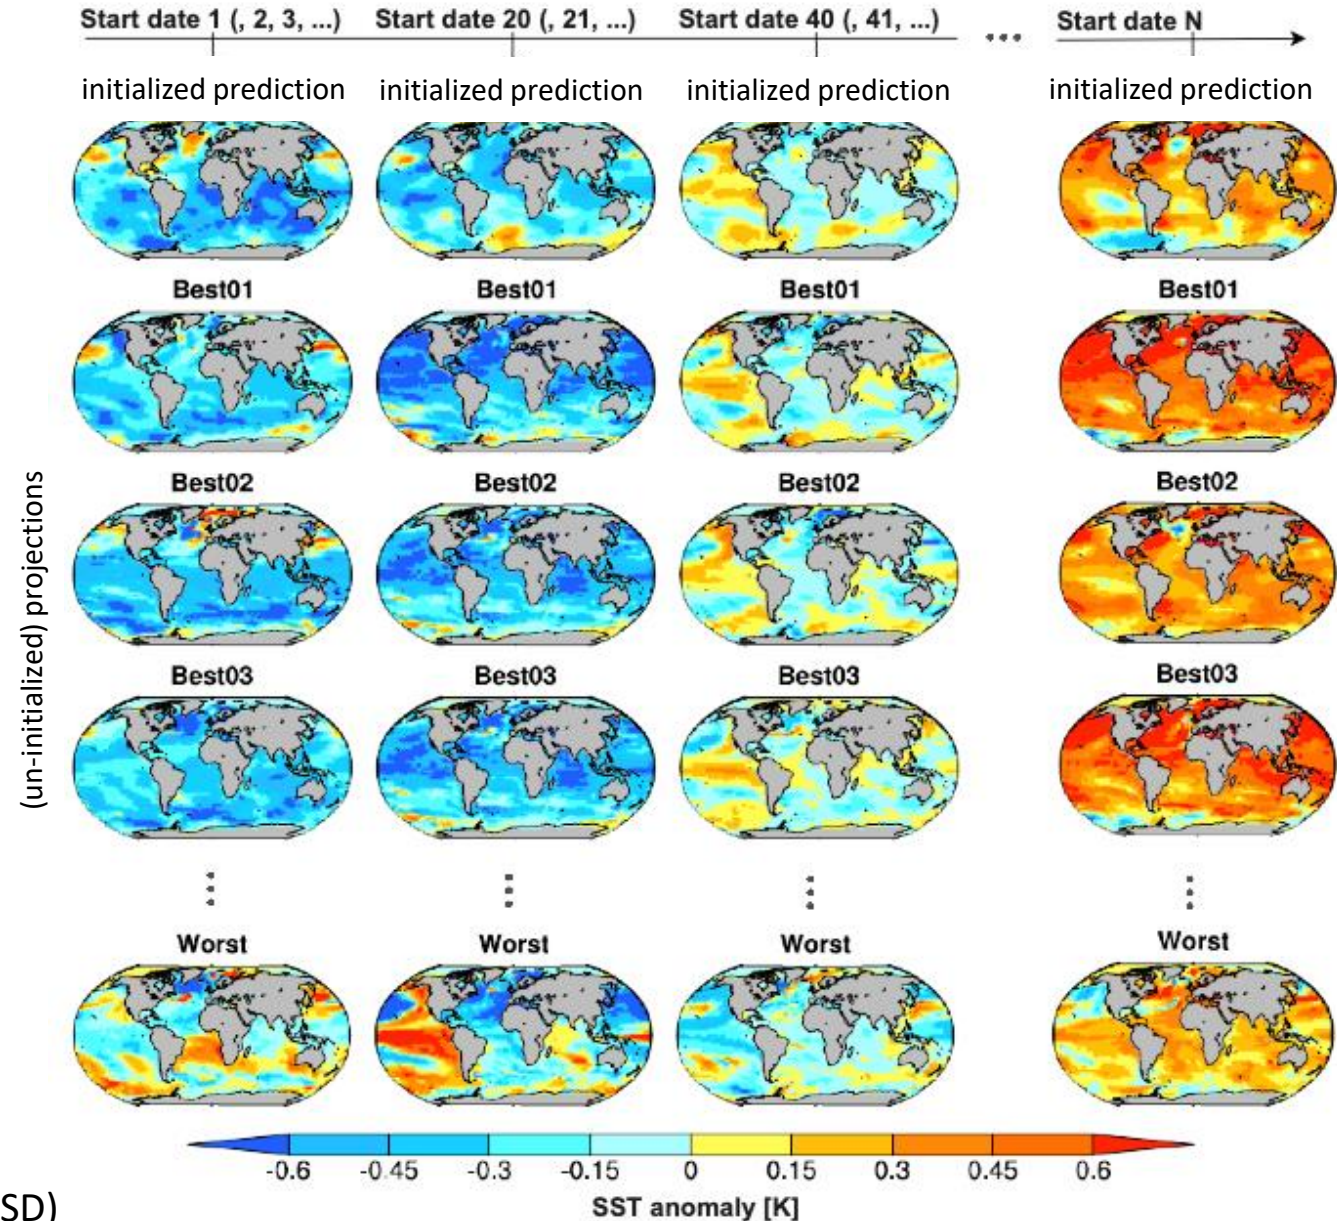 Start date 1 (, 2, 3, ...) Start date 20 (, 21, ...) Start date 40 (, 41, ...) ... Start date N
initialized prediction initialized prediction initialized prediction initialized prediction
Best01 Best01 Best01 Best01
Best02 Best02 Best02 Best02
(un-initialized) projections
Best03 Best03 Best03 Best03
Worst Worst Worst Worst
-0.6 -0.45 -0.3 -0.15 0 0.15 0.3 0.45 0.6
SST anomaly [K]
SD)